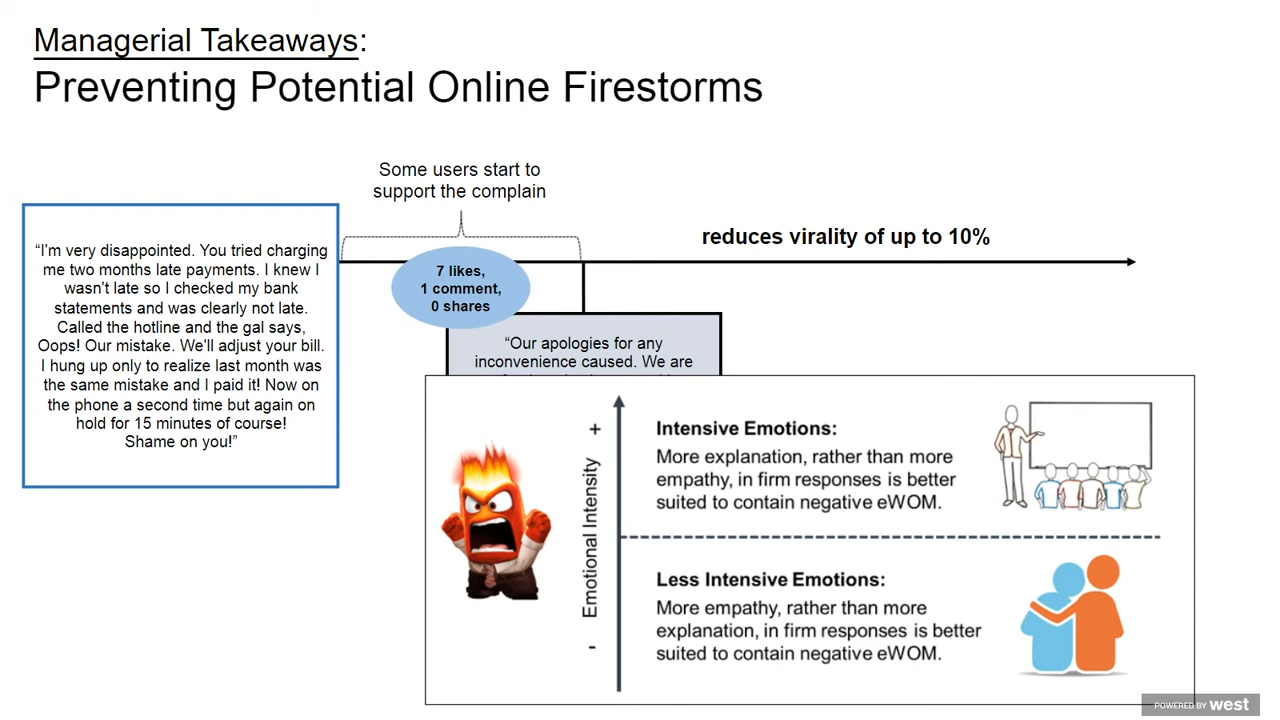 Managerial Takeaways:
Preventing Potential Online Firestorms
Some users start to
support the complain
“I'm very disappointed. You tried charging
me two months late payments. I knew I
wasn't late so I checked my bank
statements and was clearly not late.
Called the hotline and the gal says,
Oops! Our mistake. We'll adjust your bill.
I hung up only to realize last month was
the same mistake and I paid it! Now on
the phone a second time but again on
hold for 15 minutes of course!
Shame on you!”
7 likes,
1 comment,
0 shares
reduces virality of up to 10%
“Our apologies for any
inconvenience caused. We are
+
Emotional Intensity
-
Intensive Emotions:
More explanation, rather than more
empathy, in firm responses is better
suited to contain negative eWOM.
Less Intensive Emotions:
More empathy, rather than more
explanation, in firm responses is better
suited to contain negative eWOM.
POWERED BY west